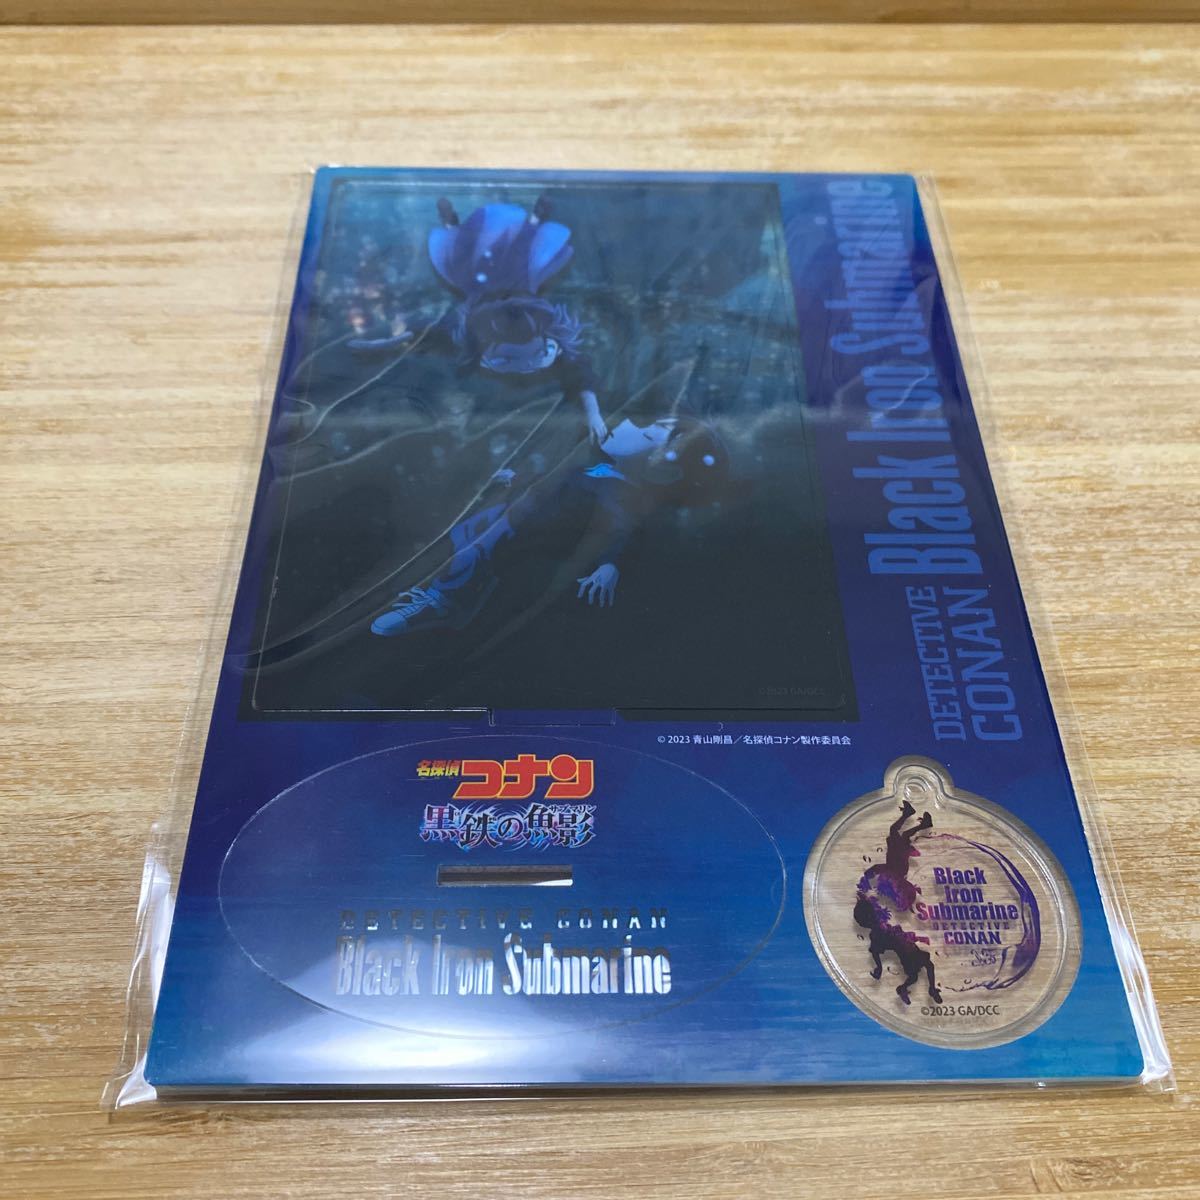 DETECTIVE
CONAN
Black Iron Submarine
©2023 GA/DCC
© 2023 青山剛昌／名探偵コナン製作委員会
名探偵
コナン
サブマリン
黒鉄の魚影
DETECTIVE CONAN
Black Iron Submarine
Black
Iron
Submarine
DETECTIVE
CONAN
©2023 GA/DCC